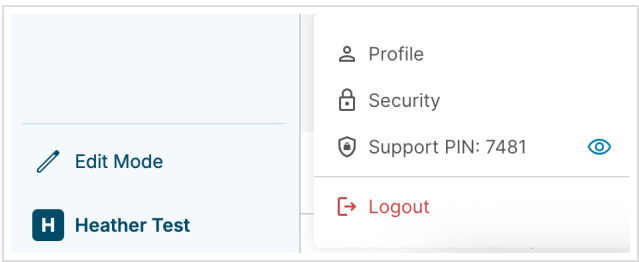 Profile
Security
Support PIN: 7481
Logout
Edit Mode
H Heather Test